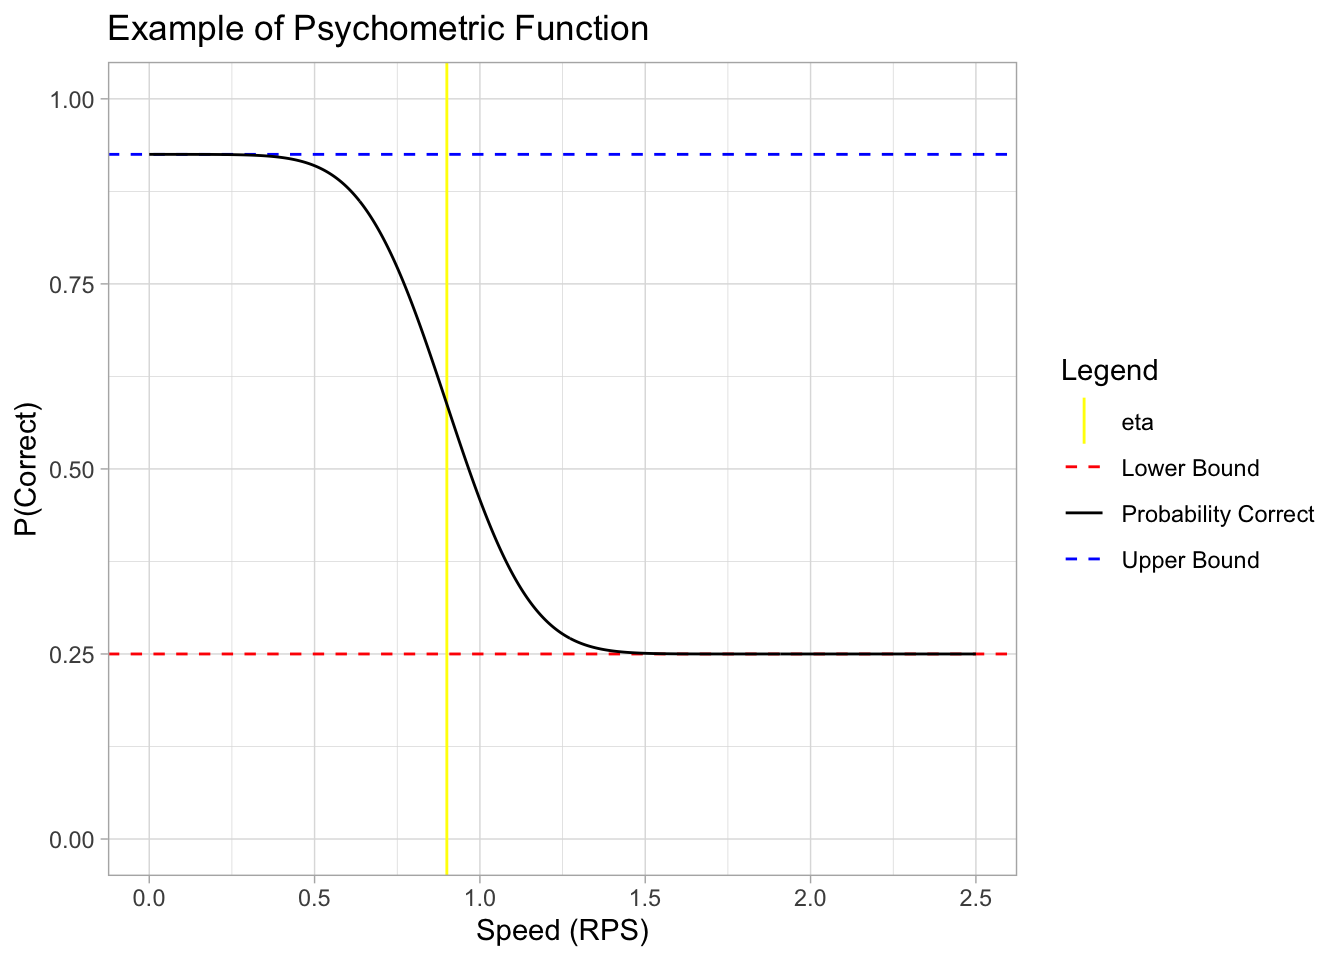 Example of Psychometric Function
1.00
0.75
0.50
0.25
0.00
P(Correct)
0.0 0.5 1.0 1.5 2.0 2.5
Speed (RPS)
Legend
eta
Lower Bound
Probability Correct
Upper Bound